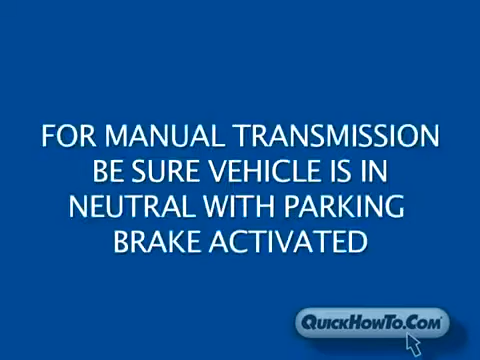 FOR MANUAL TRANSMISSION
BE SURE VEHICLE IS IN
NEUTRAL WITH PARKING
BRAKE ACTIVATED
QUICKHOWTO.COM